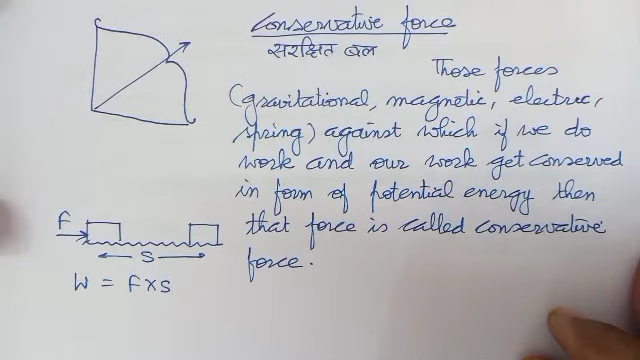 Conservative force
संरक्षित बल
Those forces
(gravitational, magnetic, electric,
spring) against which if we do
work and our work get conserved
in form of potential energy then
that force is called conservative
force.
F
S
W = F×S